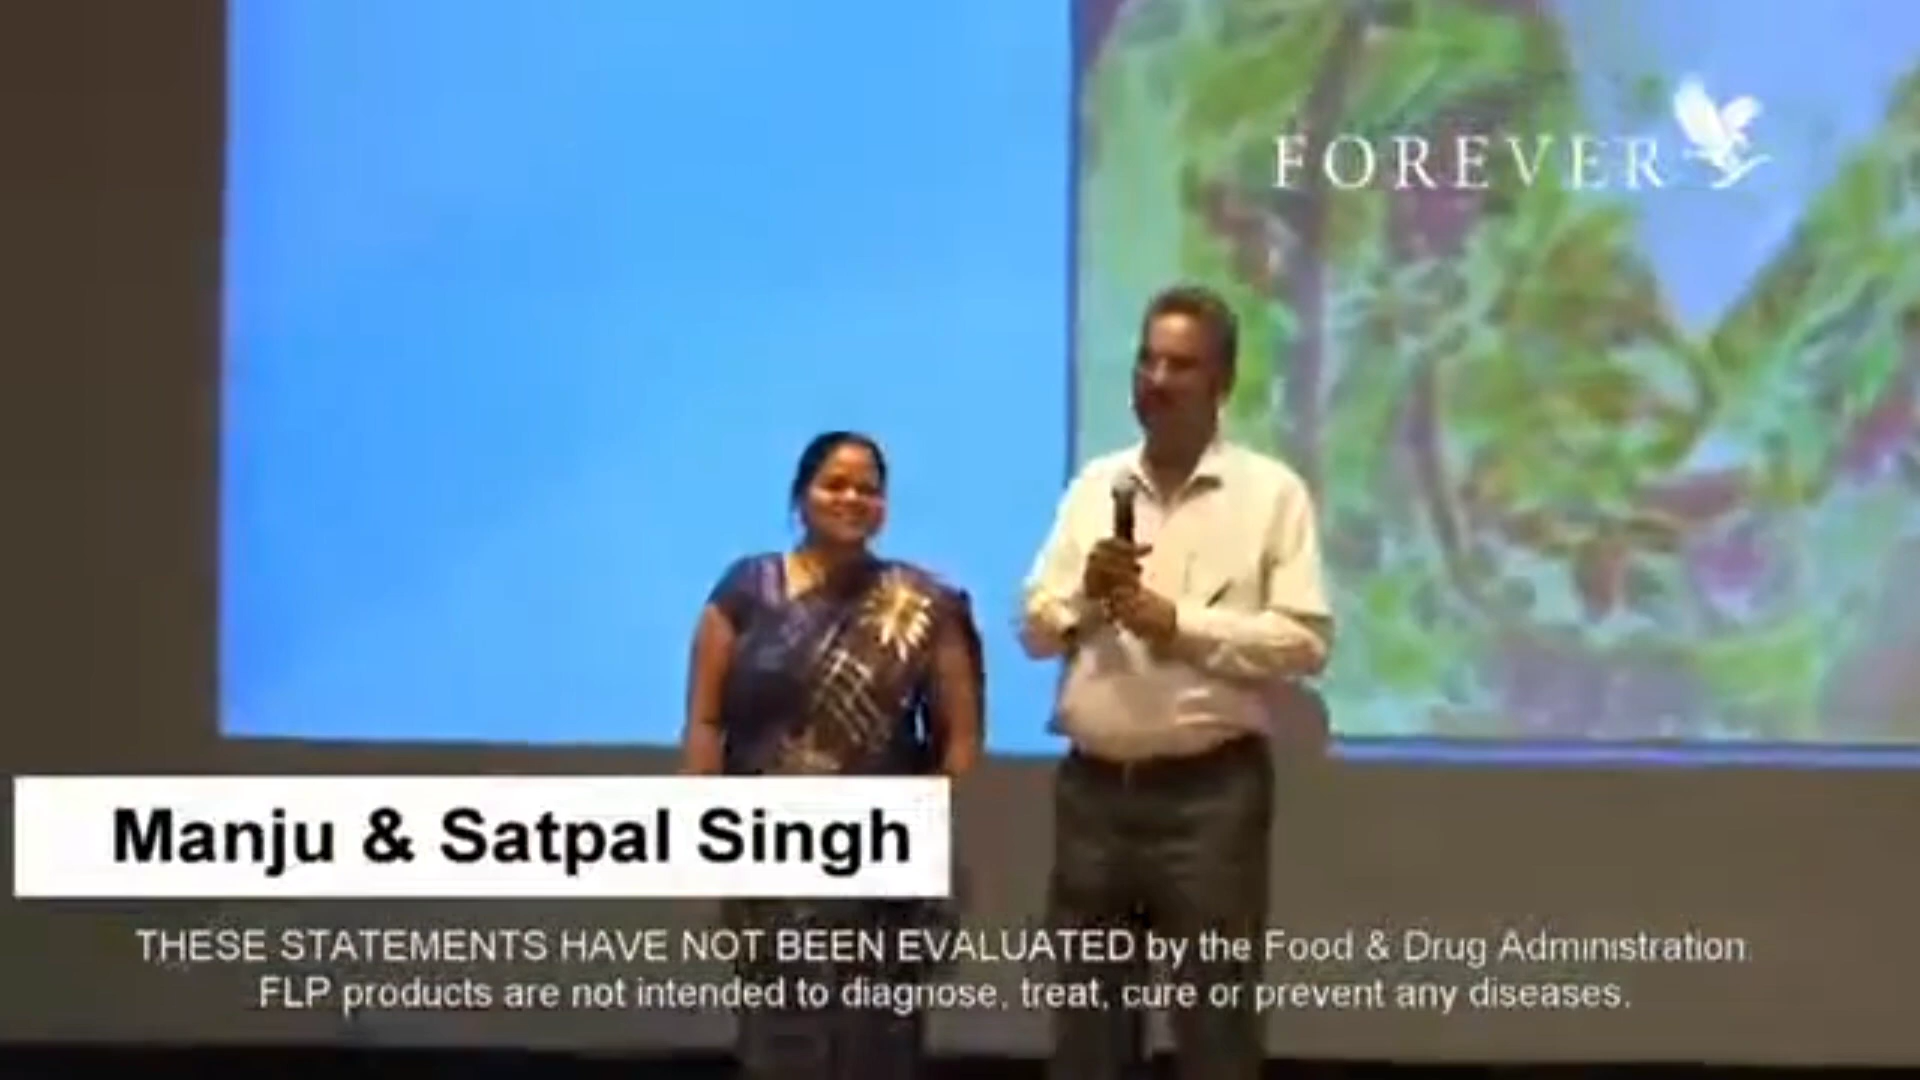 FOREVER
Manju & Satpal Singh
THESE STATEMENTS HAVE NOT BEEN EVALUATED by the Food & Drug Administration.
FLP products are not intended to diagnose, treat, cure or prevent any diseases.